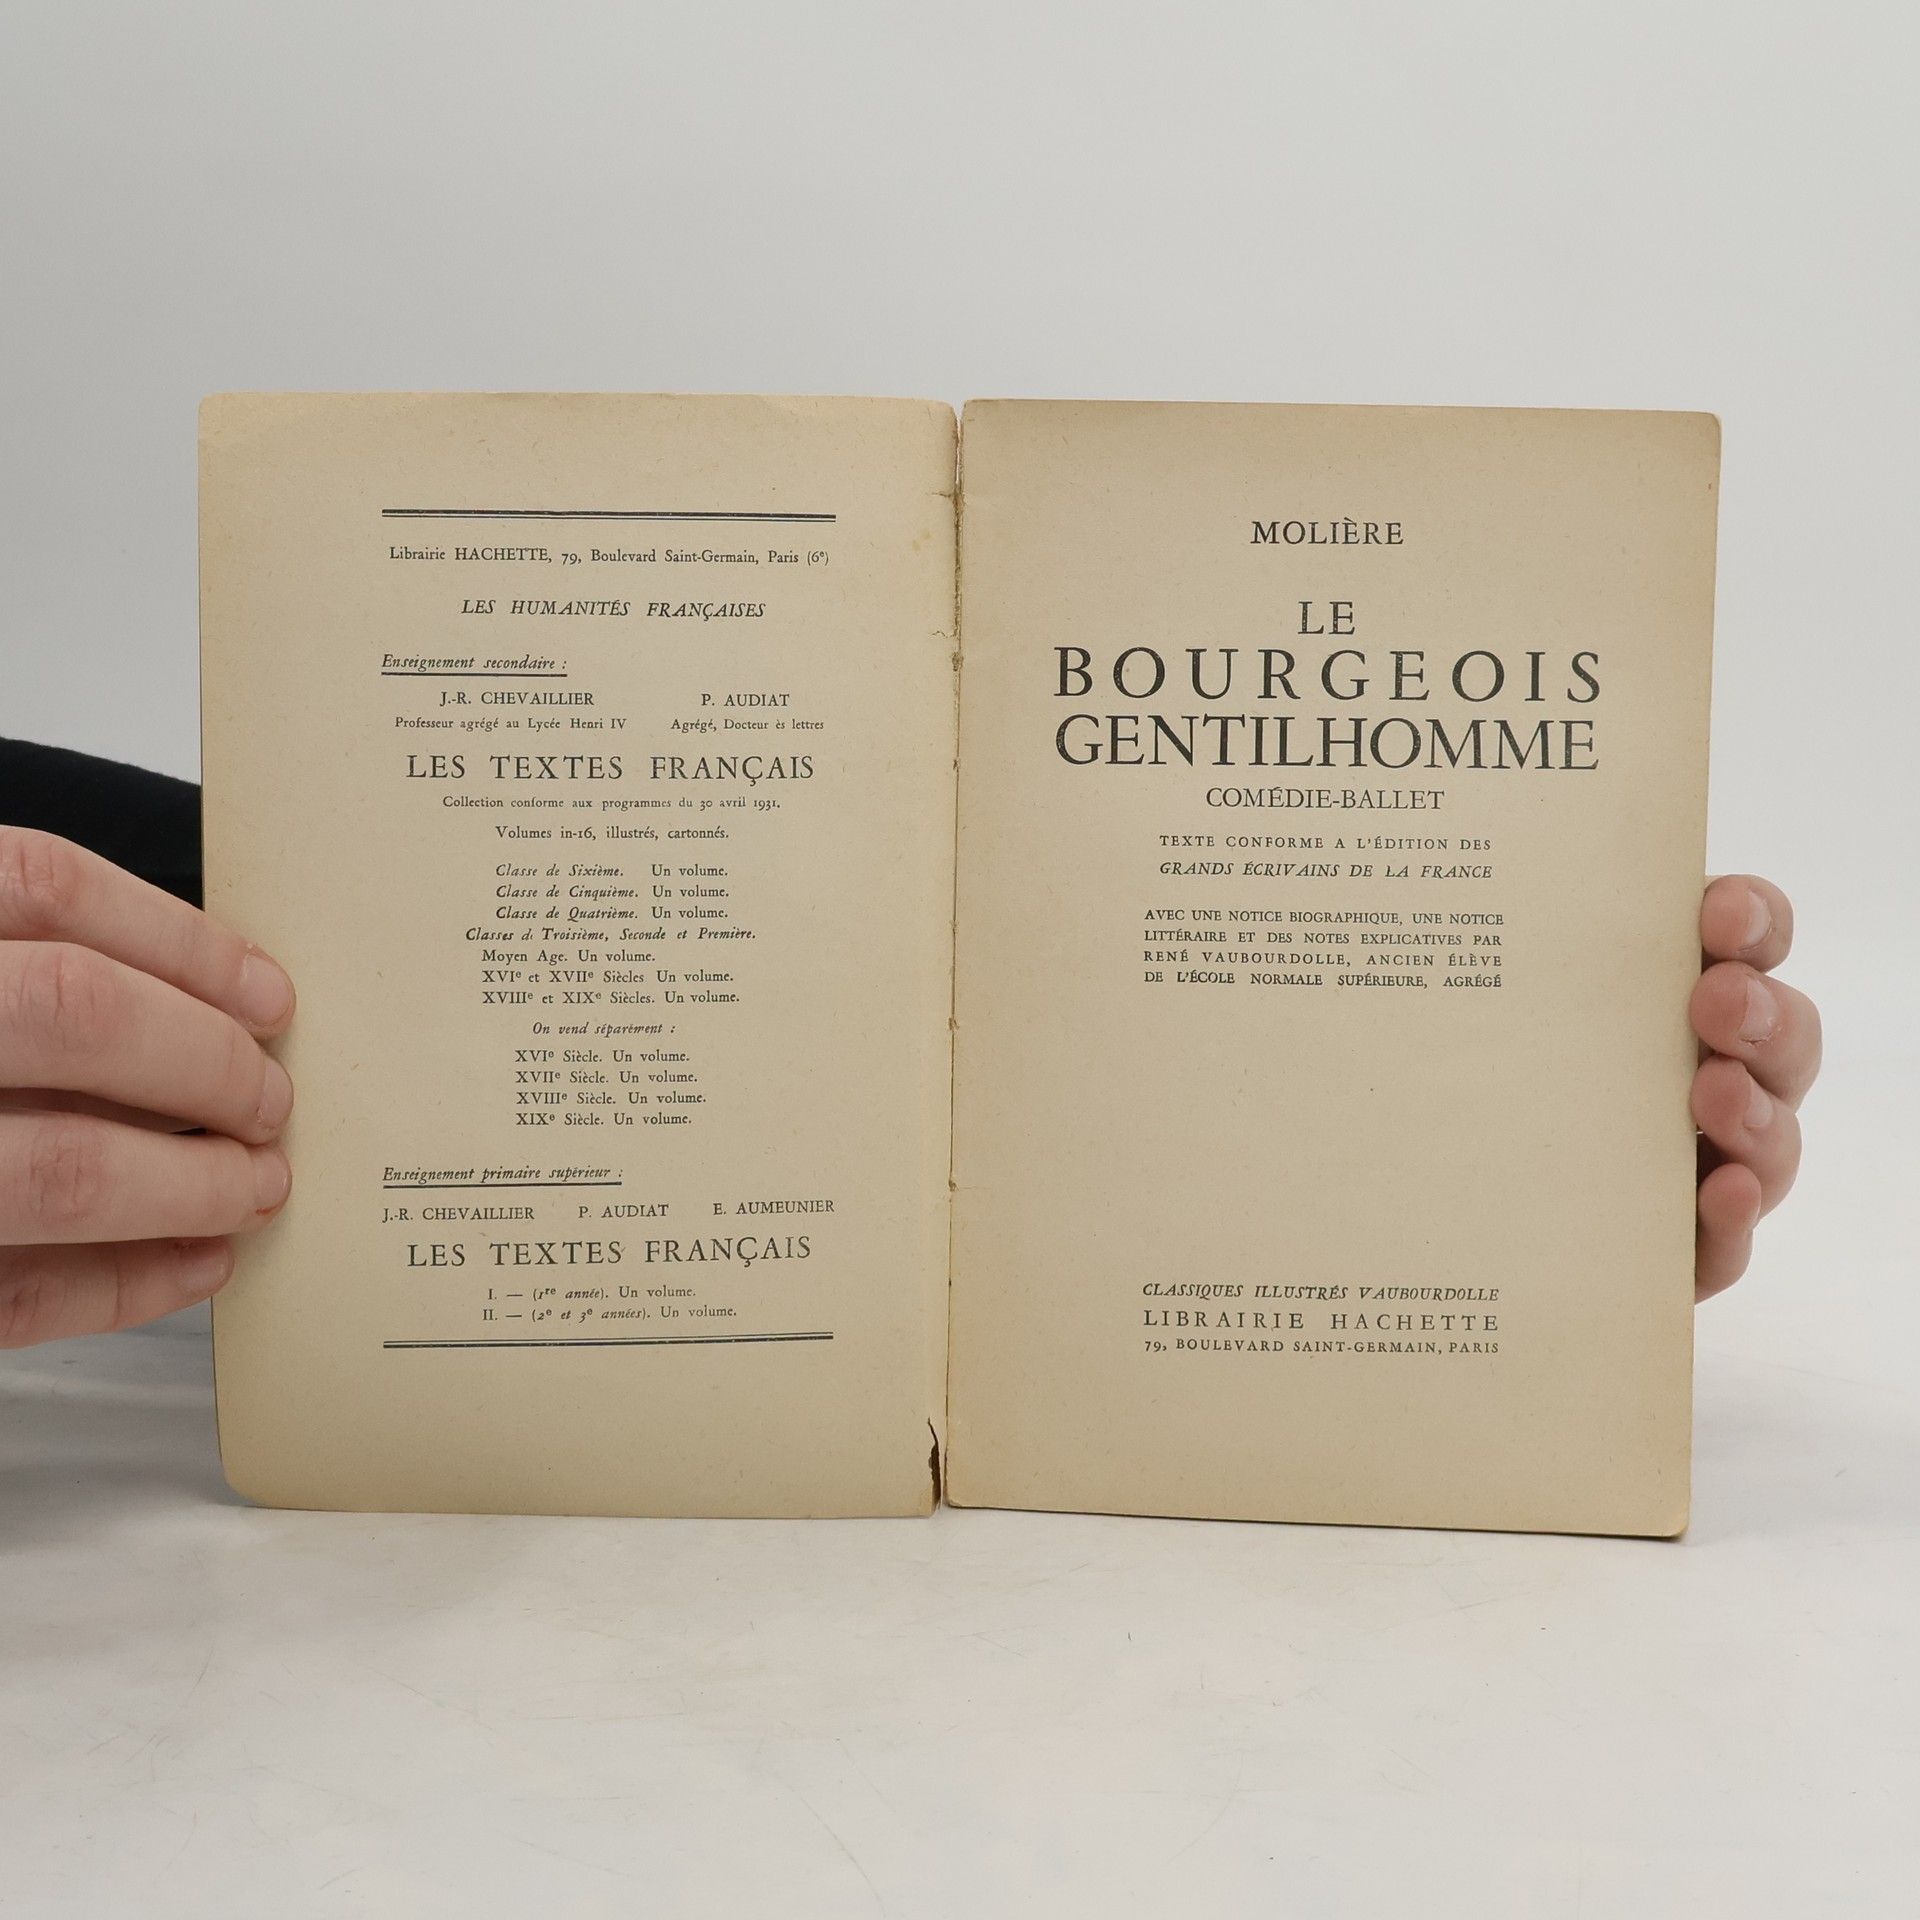 Librairie HACHETTE, 79, Boulevard Saint-Germain, Paris (6e)
LES HUMANITÉS FRANÇAISES
Enseignement secondaire :
J.-R. CHEVAILLIER P. AUDIAT
Professeur agrégé au Lycée Henri IV Agrégé, Docteur ès lettres
LES TEXTES FRANÇAIS
Collection conforme aux programmes du 30 avril 1931.
Volumes in-16, illustrés, cartonnés.
Classe de Sixième. Un volume.
Classe de Cinquième. Un volume.
Classe de Quatrième. Un volume.
Classes de Troisième, Seconde et Première.
Moyen Age. Un volume.
XVIe et XVIIe Siècles Un volume.
XVIIIe et XIXe Siècles. Un volume.
On vend séparément :
XVIe Siècle. Un volume.
XVIIe Siècle. Un volume.
XVIIIe Siècle. Un volume.
XIXe Siècle. Un volume.
Enseignement primaire supérieur :
J.-R. CHEVAILLIER P. AUDIAT E. AUMEUNIER
LES TEXTES FRANÇAIS
I. — (1re année). Un volume.
II. — (2e et 3e années). Un volume.
MOLIÈRE
LE
BOURGEOIS
GENTILHOMME
COMÉDIE-BALLET
TEXTE CONFORME A L'ÉDITION DES
GRANDS ÉCRIVAINS DE LA FRANCE
AVEC UNE NOTICE BIOGRAPHIQUE, UNE NOTICE
LITTÉRAIRE ET DES NOTES EXPLICATIVES PAR
RENÉ VAUBOURDOLLE, ANCIEN ÉLÈVE
DE L'ÉCOLE NORMALE SUPÉRIEURE, AGRÉGÉ
CLASSIQUES ILLUSTRÉS VAUBOURDOLLE
LIBRAIRIE HACHETTE
79, BOULEVARD SAINT-GERMAIN, PARIS